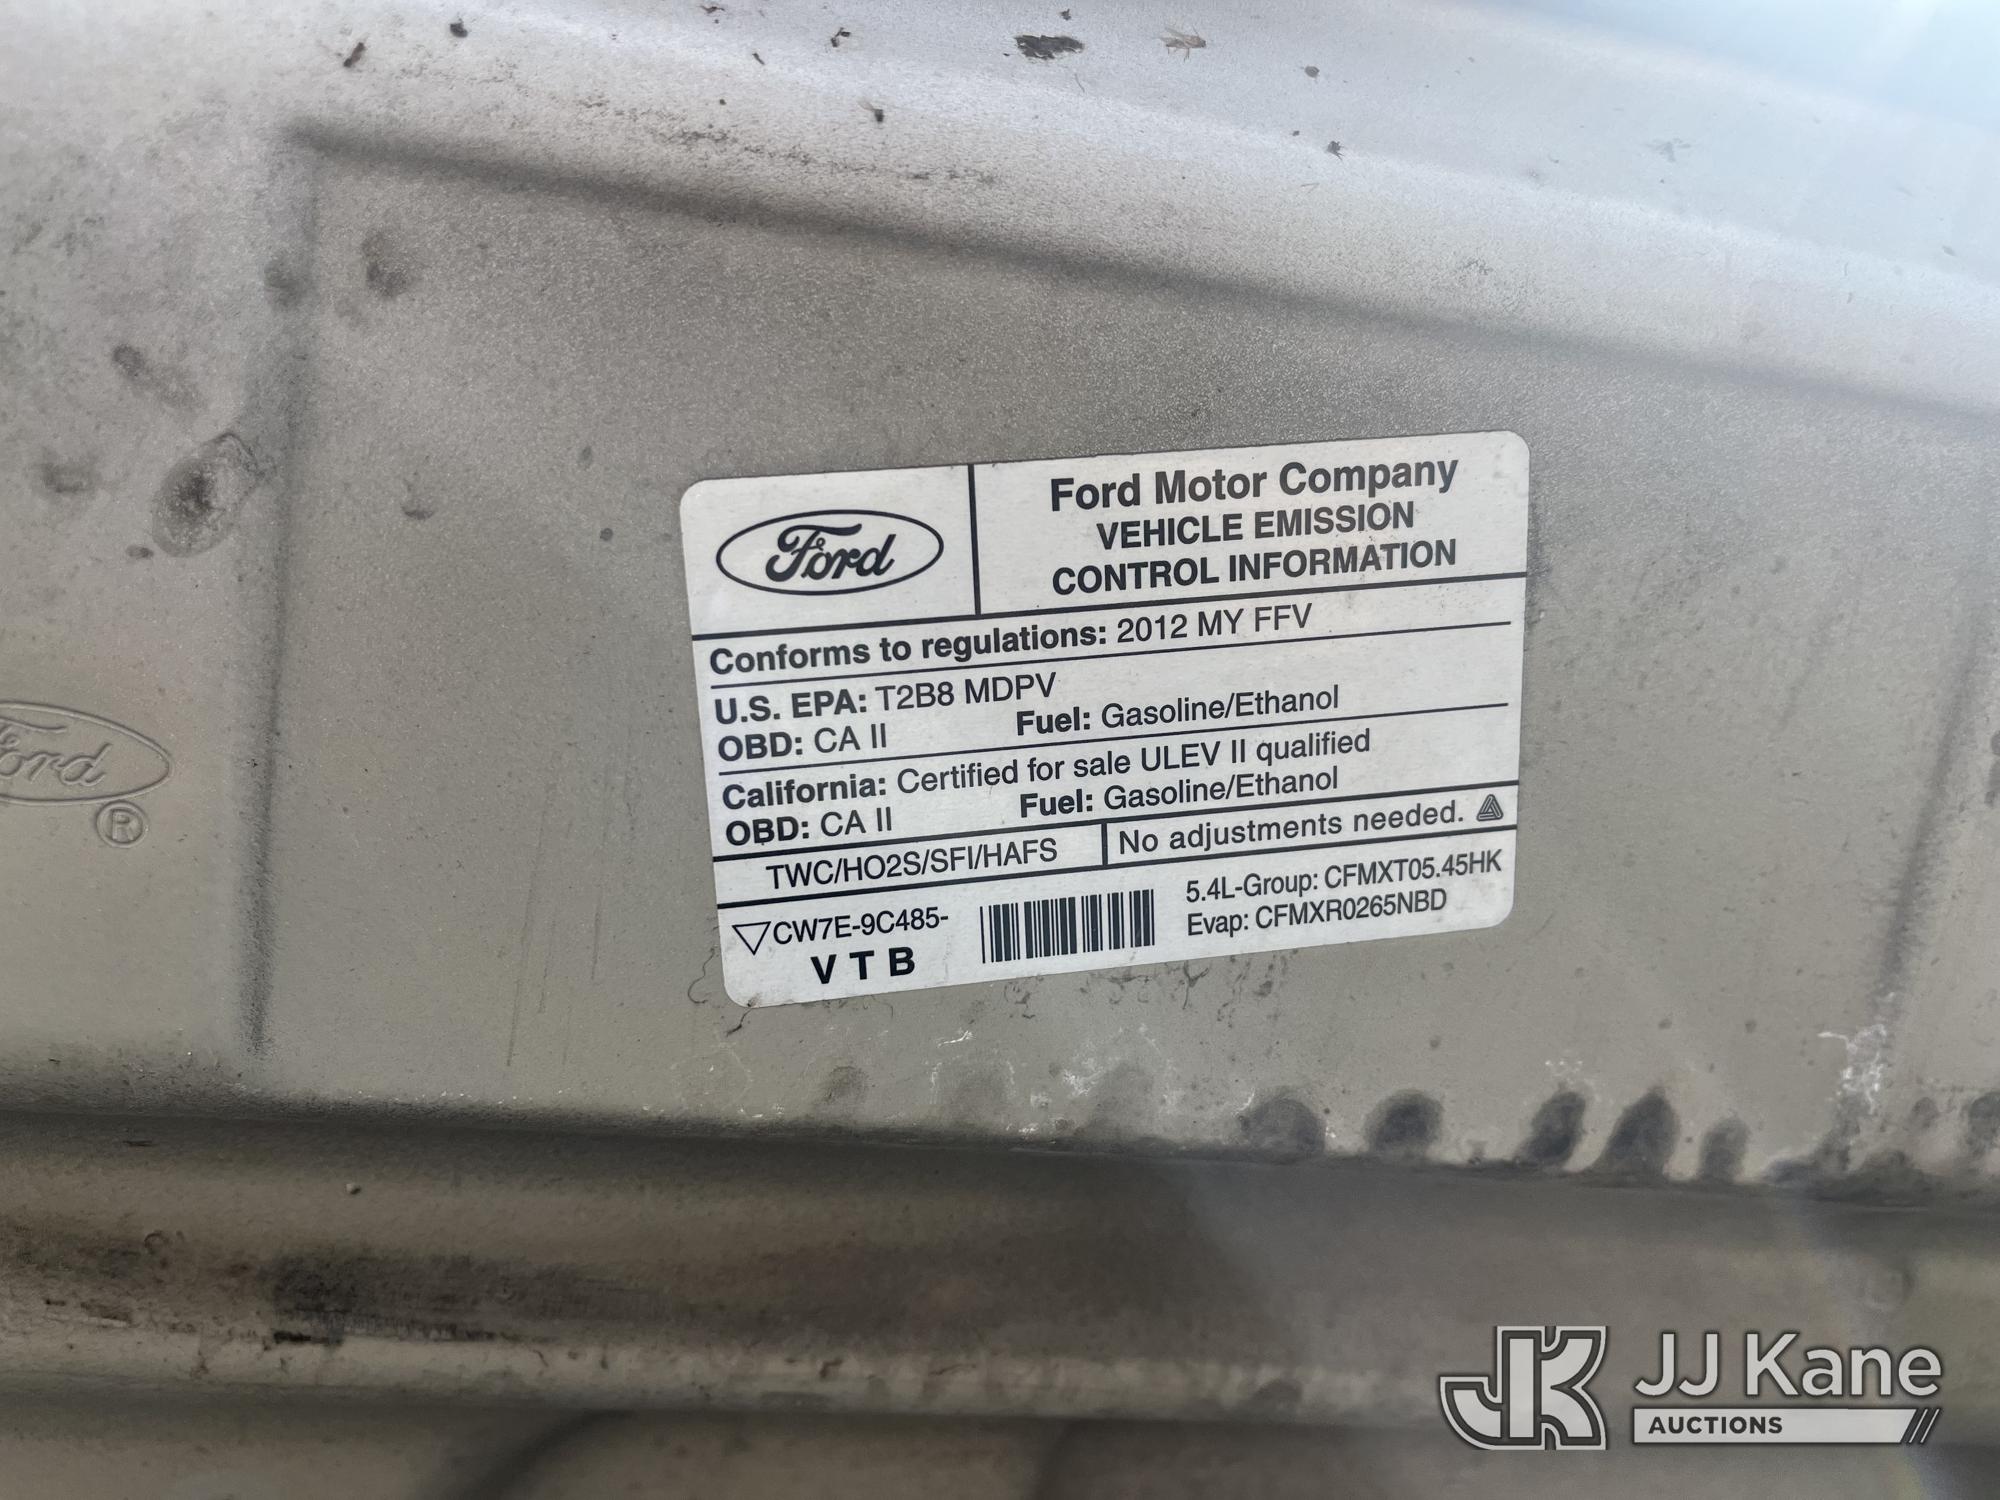 Ford
Ford Motor Company
VEHICLE EMISSION
CONTROL INFORMATION
Conforms to regulations: 2012 MY FFV
U.S. EPA: T2B8 MDPV
OBD: CA II Fuel: Gasoline/Ethanol
California: Certified for sale ULEV II qualified
OBD: CA II Fuel: Gasoline/Ethanol
TWC/HO2S/SFI/HAFS No adjustments needed.
CW7E-9C485-
VTB
5.4L-Group: CFMXT05.45HK
Evap: CFMXR0265NBD
Ford ®
JK JJ Kane
AUCTIONS